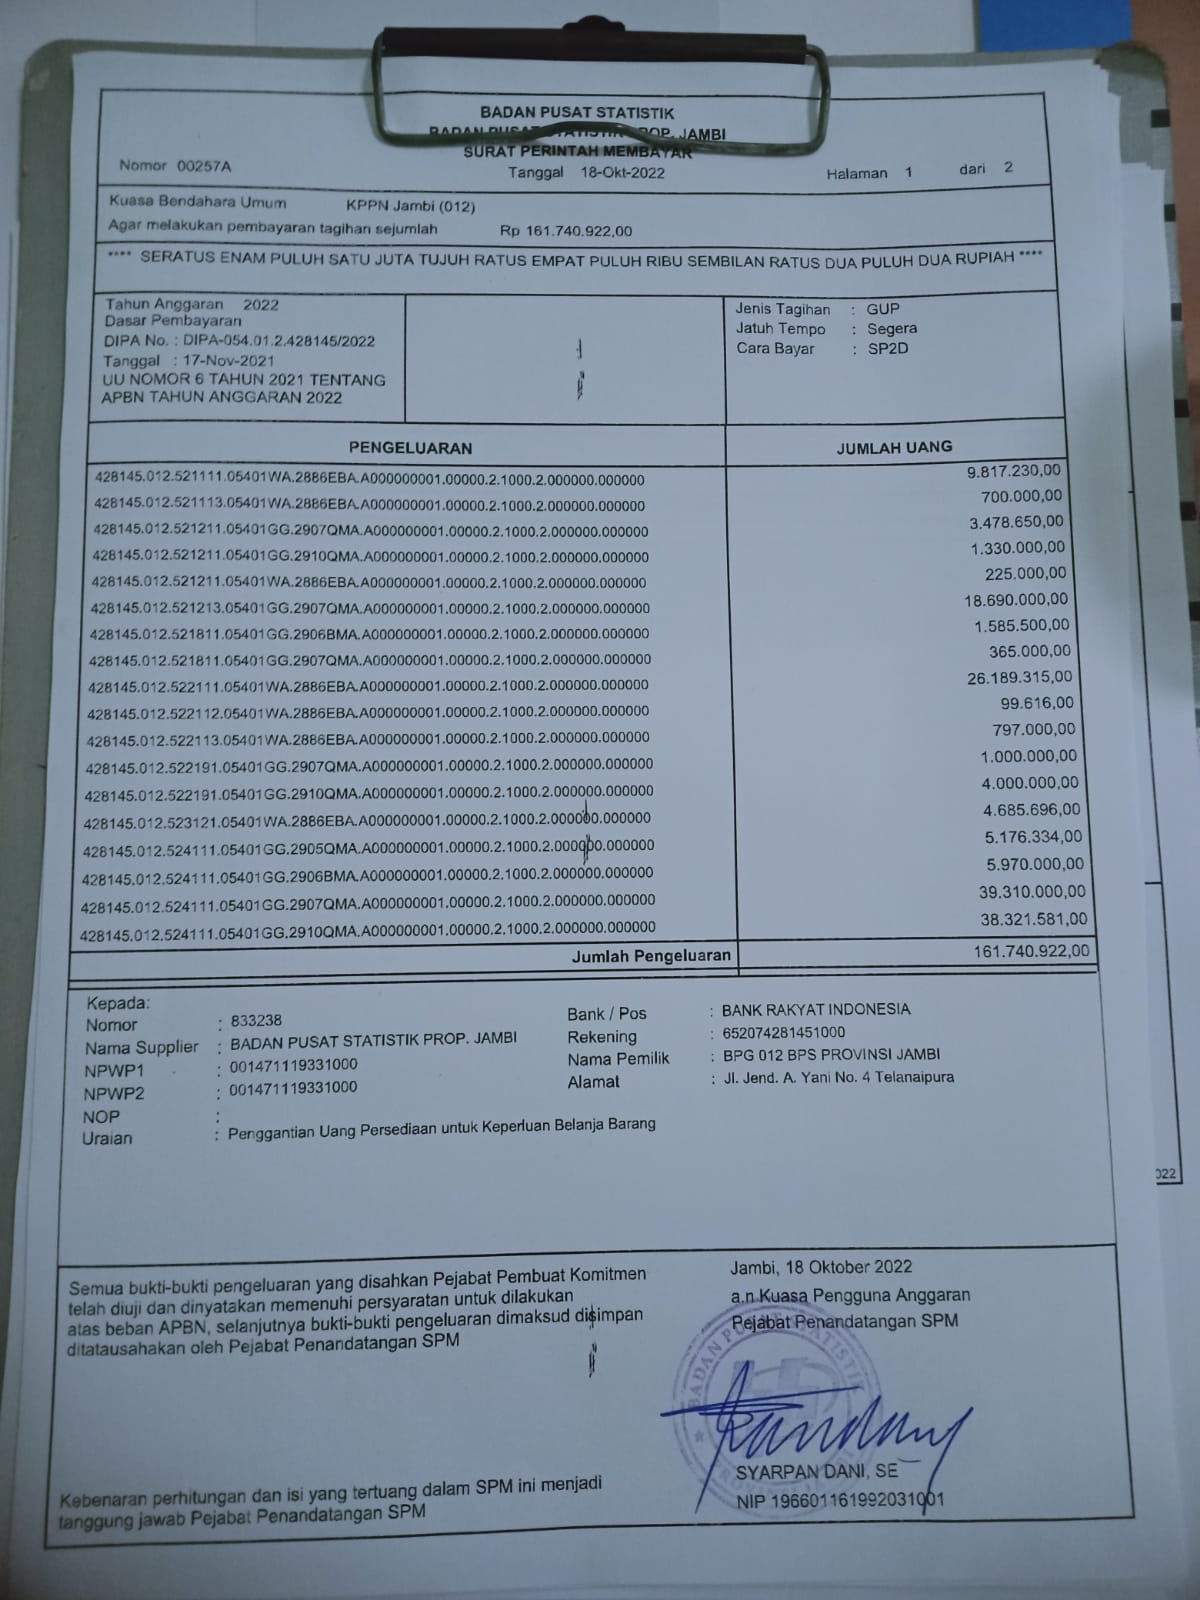 BADAN PUSAT STATISTIK
BADAN PUSAT STATISTIK PROP. JAMBI
SURAT PERINTAH MEMBAYAR
Nomor 00257A Tanggal 18-Okt-2022 Halaman 1 dari 2
Kuasa Bendahara Umum KPPN Jambi (012)
Agar melakukan pembayaran tagihan sejumlah Rp 161.740.922,00
**** SERATUS ENAM PULUH SATU JUTA TUJUH RATUS EMPAT PULUH RIBU SEMBILAN RATUS DUA PULUH DUA RUPIAH ****
Tahun Anggaran 2022
Dasar Pembayaran
DIPA No. : DIPA-054.01.2.428145/2022
Tanggal : 17-Nov-2021
UU NOMOR 6 TAHUN 2021 TENTANG
APBN TAHUN ANGGARAN 2022
Jenis Tagihan : GUP
Jatuh Tempo : Segera
Cara Bayar : SP2D
PENGELUARAN JUMLAH UANG
428145.012.521111.05401WA.2886EBA.A000000001.00000.2.1000.2.000000.000000 9.817.230,00
428145.012.521113.05401WA.2886EBA.A000000001.00000.2.1000.2.000000.000000 700.000,00
428145.012.521211.05401GG.2907QMA.A000000001.00000.2.1000.2.000000.000000 3.478.650,00
428145.012.521211.05401GG.2910QMA.A000000001.00000.2.1000.2.000000.000000 1.330.000,00
428145.012.521211.05401WA.2886EBA.A000000001.00000.2.1000.2.000000.000000 225.000,00
428145.012.521213.05401GG.2907QMA.A000000001.00000.2.1000.2.000000.000000 18.690.000,00
428145.012.521811.05401GG.2906BMA.A000000001.00000.2.1000.2.000000.000000 1.585.500,00
428145.012.521811.05401GG.2907QMA.A000000001.00000.2.1000.2.000000.000000 365.000,00
428145.012.522111.05401WA.2886EBA.A000000001.00000.2.1000.2.000000.000000 26.189.315,00
428145.012.522112.05401WA.2886EBA.A000000001.00000.2.1000.2.000000.000000 99.616,00
428145.012.522113.05401WA.2886EBA.A000000001.00000.2.1000.2.000000.000000 797.000,00
428145.012.522191.05401GG.2907QMA.A000000001.00000.2.1000.2.000000.000000 1.000.000,00
428145.012.522191.05401GG.2910QMA.A000000001.00000.2.1000.2.000000.000000 4.000.000,00
428145.012.523121.05401WA.2886EBA.A000000001.00000.2.1000.2.000000.000000 4.685.696,00
428145.012.524111.05401GG.2905QMA.A000000001.00000.2.1000.2.000000.000000 5.176.334,00
428145.012.524111.05401GG.2906BMA.A000000001.00000.2.1000.2.000000.000000 5.970.000,00
428145.012.524111.05401GG.2907QMA.A000000001.00000.2.1000.2.000000.000000 39.310.000,00
428145.012.524111.05401GG.2910QMA.A000000001.00000.2.1000.2.000000.000000 38.321.581,00
Jumlah Pengeluaran 161.740.922,00
Kepada:
Nomor : 833238
Nama Supplier : BADAN PUSAT STATISTIK PROP. JAMBI
NPWP1 : 001471119331000
NPWP2 : 001471119331000
NOP :
Uraian : Penggantian Uang Persediaan untuk Keperluan Belanja Barang
Bank / Pos : BANK RAKYAT INDONESIA
Rekening : 652074281451000
Nama Pemilik : BPG 012 BPS PROVINSI JAMBI
Alamat : Jl. Jend. A. Yani No. 4 Telanaipura
022
Semua bukti-bukti pengeluaran yang disahkan Pejabat Pembuat Komitmen
telah diuji dan dinyatakan memenuhi persyaratan untuk dilakukan
atas beban APBN, selanjutnya bukti-bukti pengeluaran dimaksud disimpan
ditatausahakan oleh Pejabat Penandatangan SPM
Jambi, 18 Oktober 2022
a.n Kuasa Pengguna Anggaran
Pejabat Penandatangan SPM
BADAN PUSAT STATISTIK
SYARPAN DANI, SE
NIP 196601161992031001
Kebenaran perhitungan dan isi yang tertuang dalam SPM ini menjadi
tanggung jawab Pejabat Penandatangan SPM